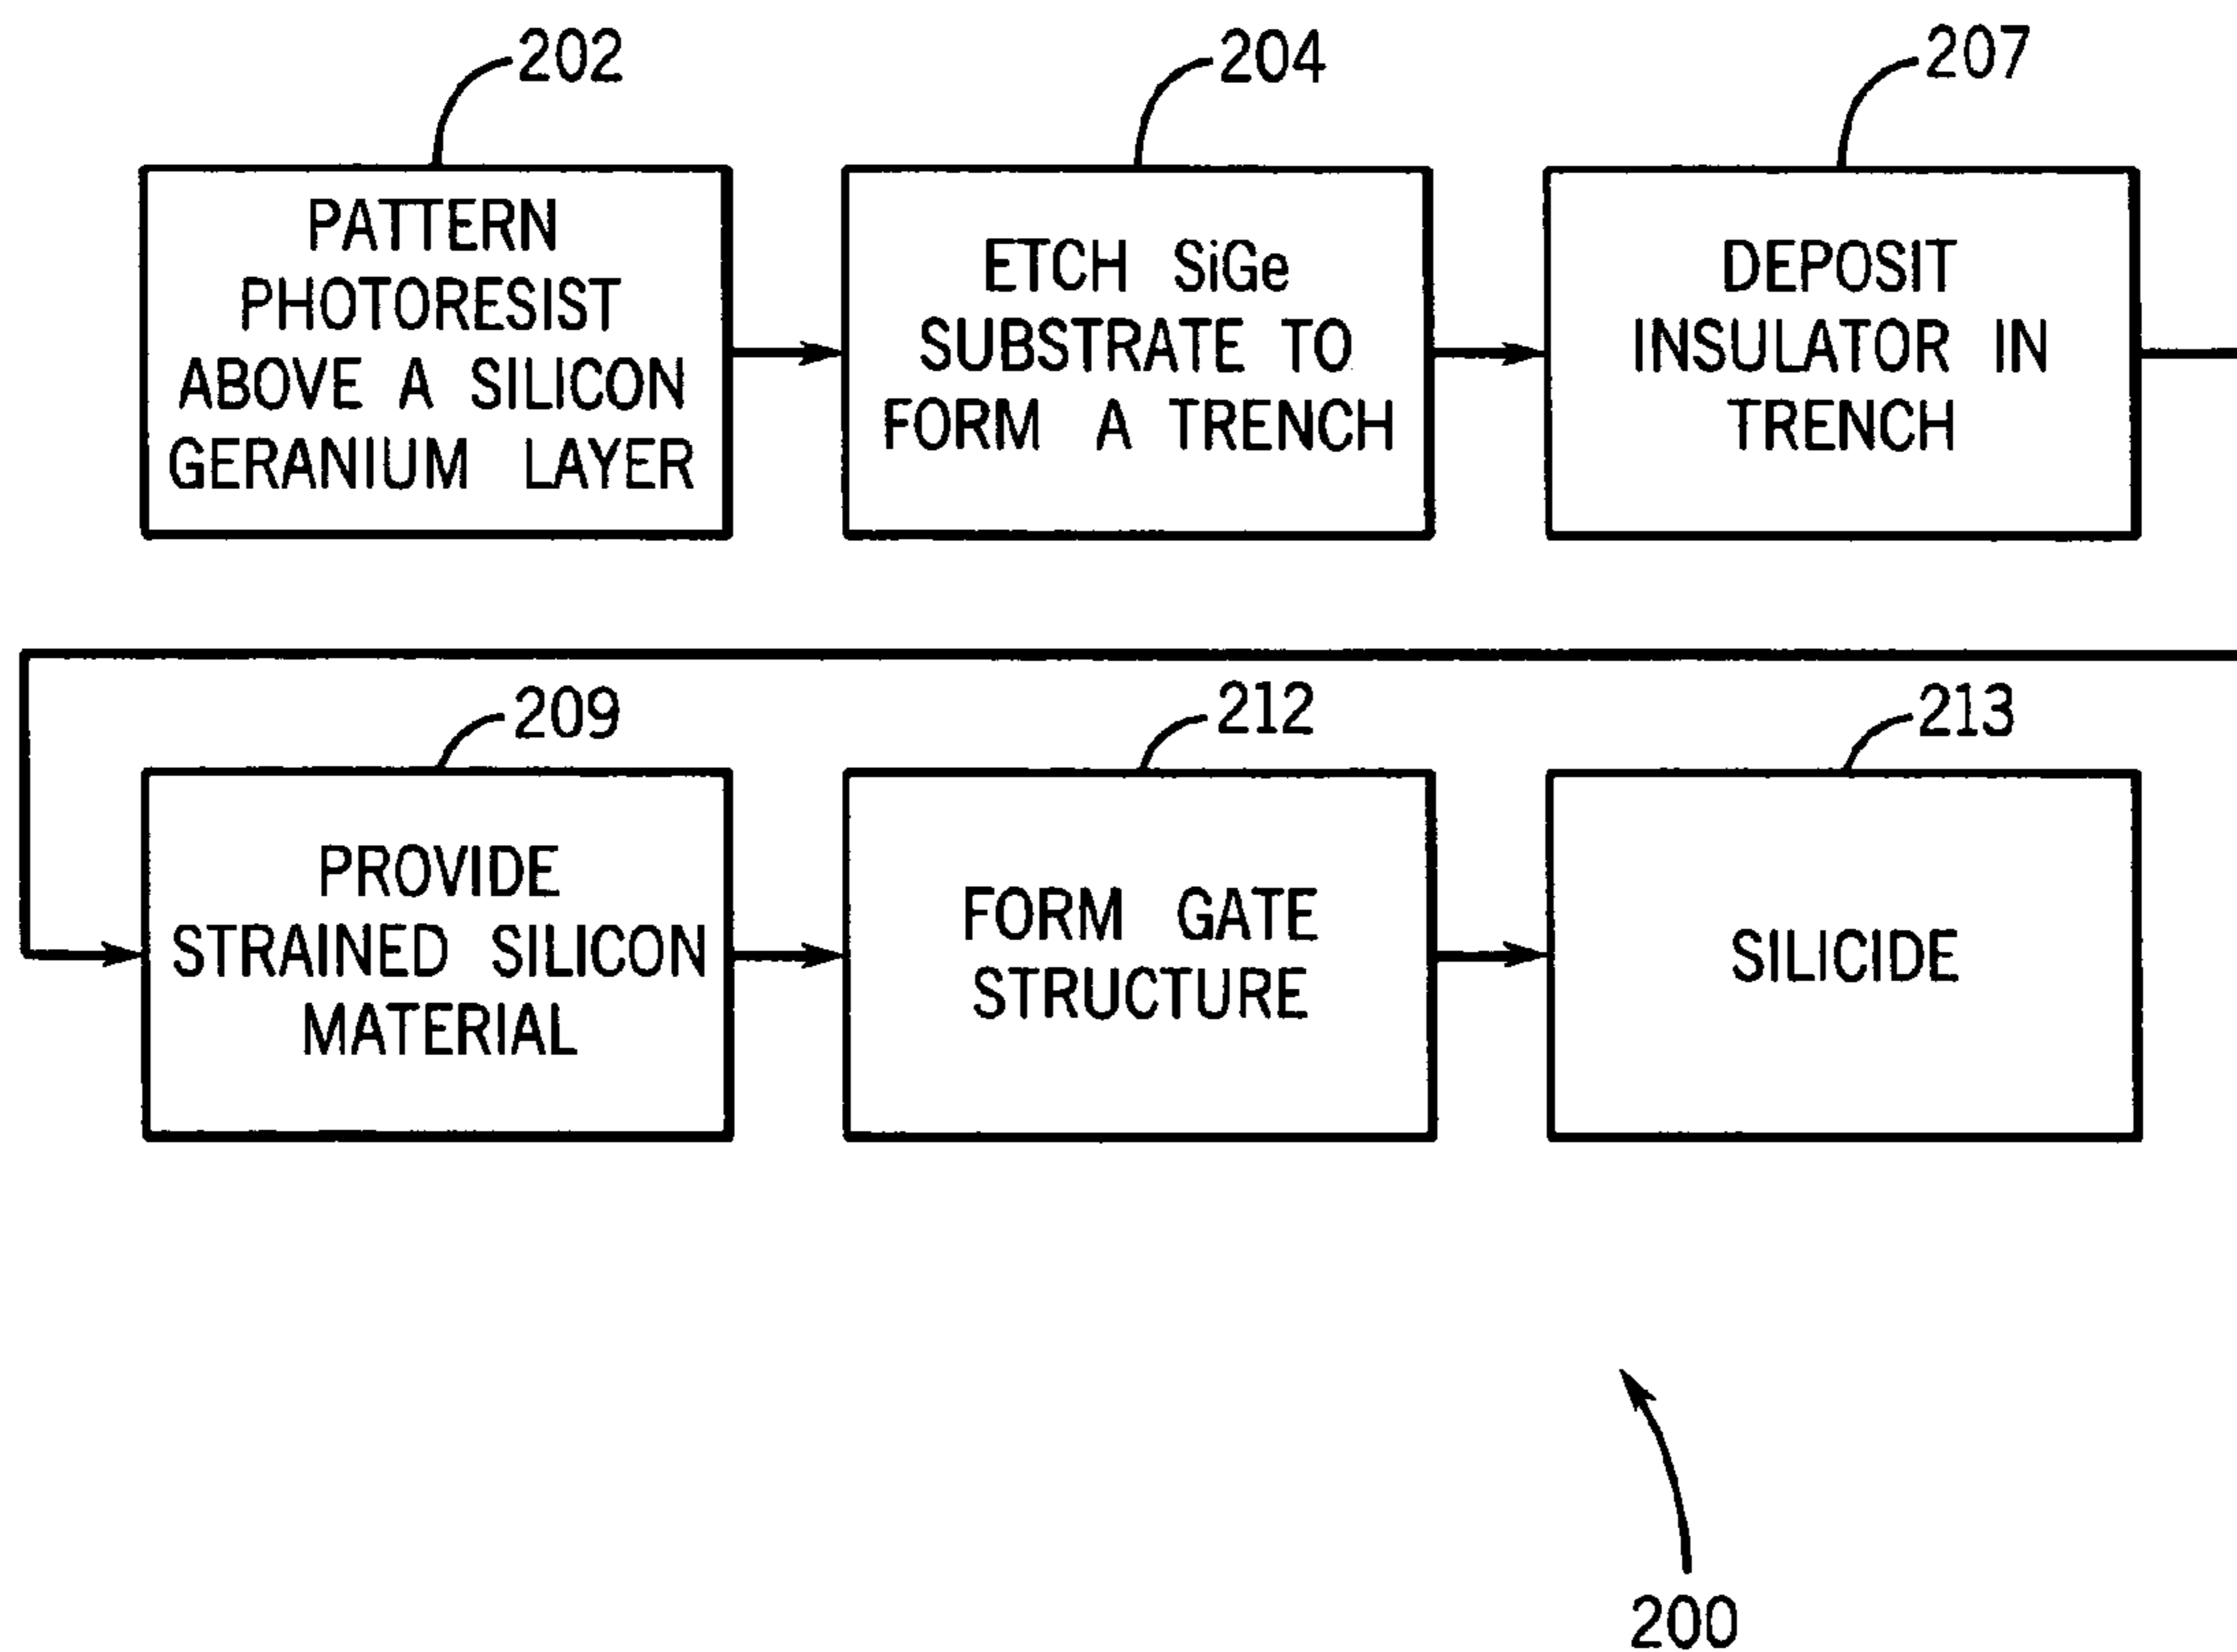 202
204
207
PATTERN
PHOTORESIST
ABOVE A SILICON
GERANIUM LAYER
ETCH SiGe
SUBSTRATE TO
FORM A TRENCH
DEPOSIT
INSULATOR IN
TRENCH
209
212
213
PROVIDE
STRAINED SILICON
MATERIAL
FORM GATE
STRUCTURE
SILICIDE
200